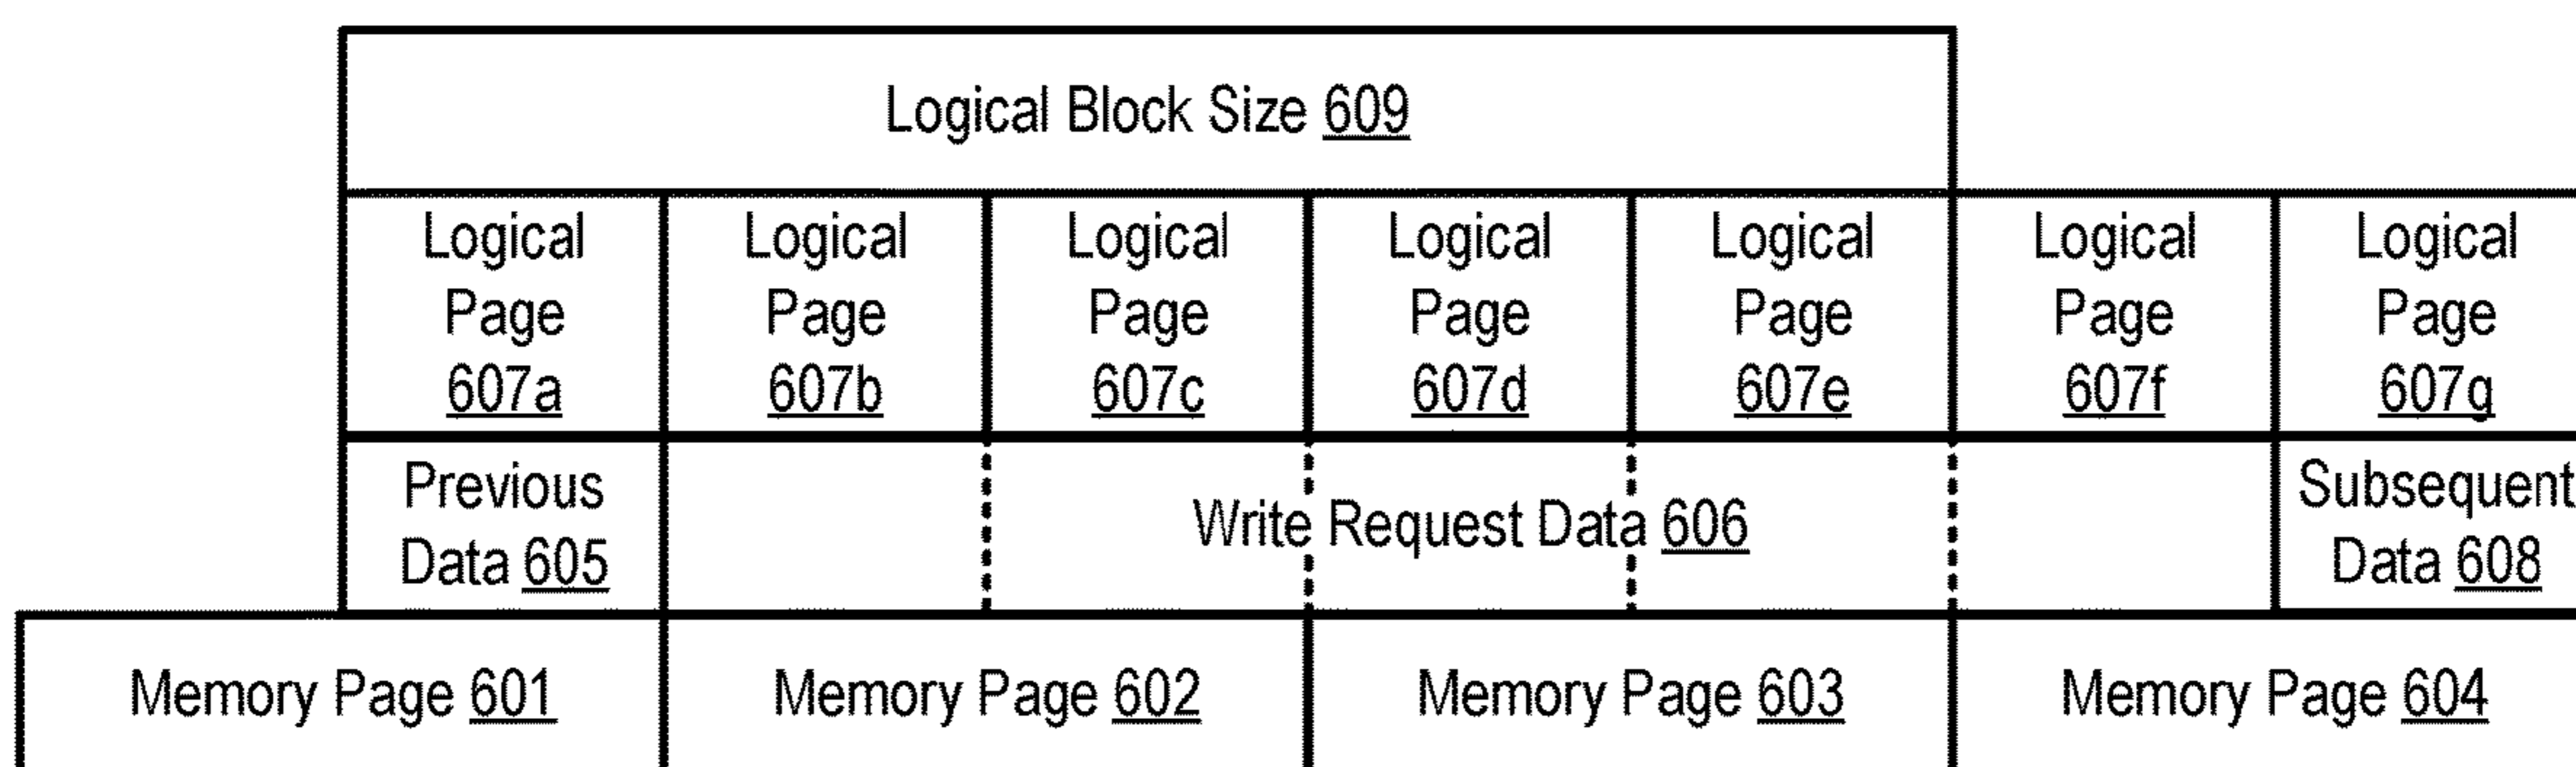 Logical Block Size 609
Logical
Page
607a
Logical
Page
607b
Logical
Page
607c
Logical
Page
607d
Logical
Page
607e
Logical
Page
607f
Logical
Page
607g
Previous
Data 605
Write Request Data 606
Subsequent
Data 608
Memory Page 601
Memory Page 602
Memory Page 603
Memory Page 604